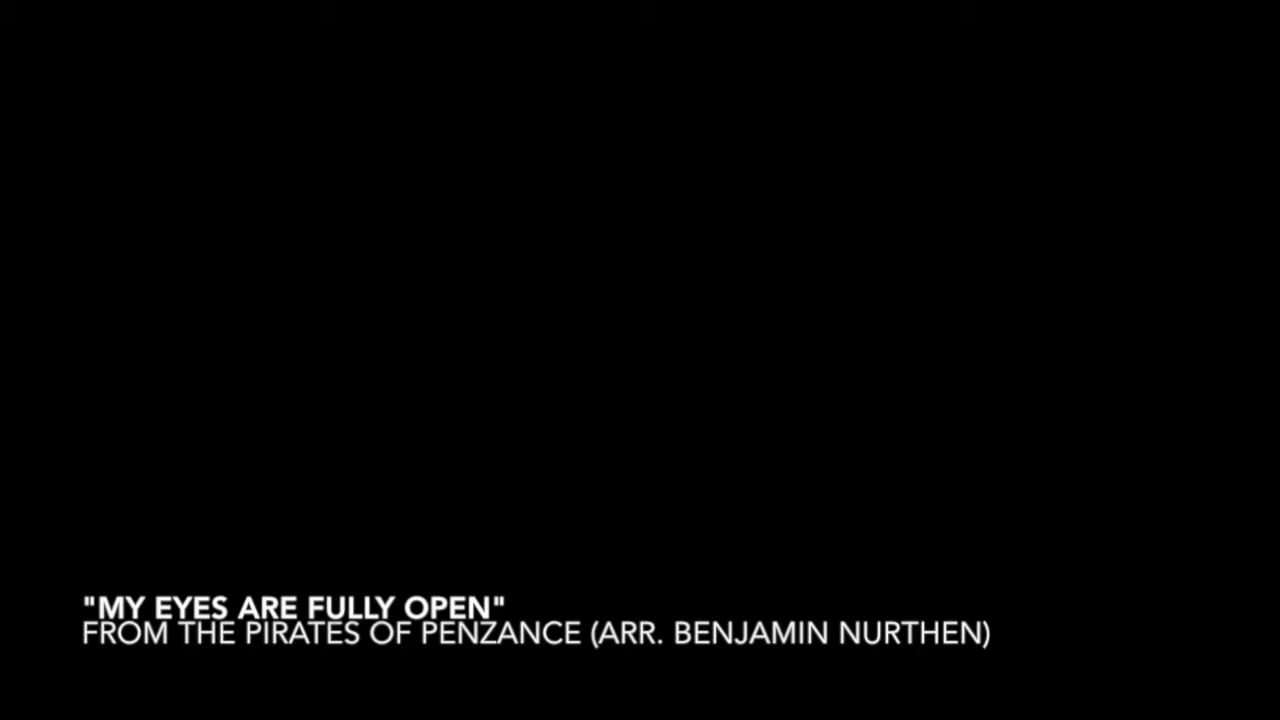 "MY EYES ARE FULLY OPEN"
FROM THE PIRATES OF PENZANCE (ARR. BENJAMIN NURTHEN)